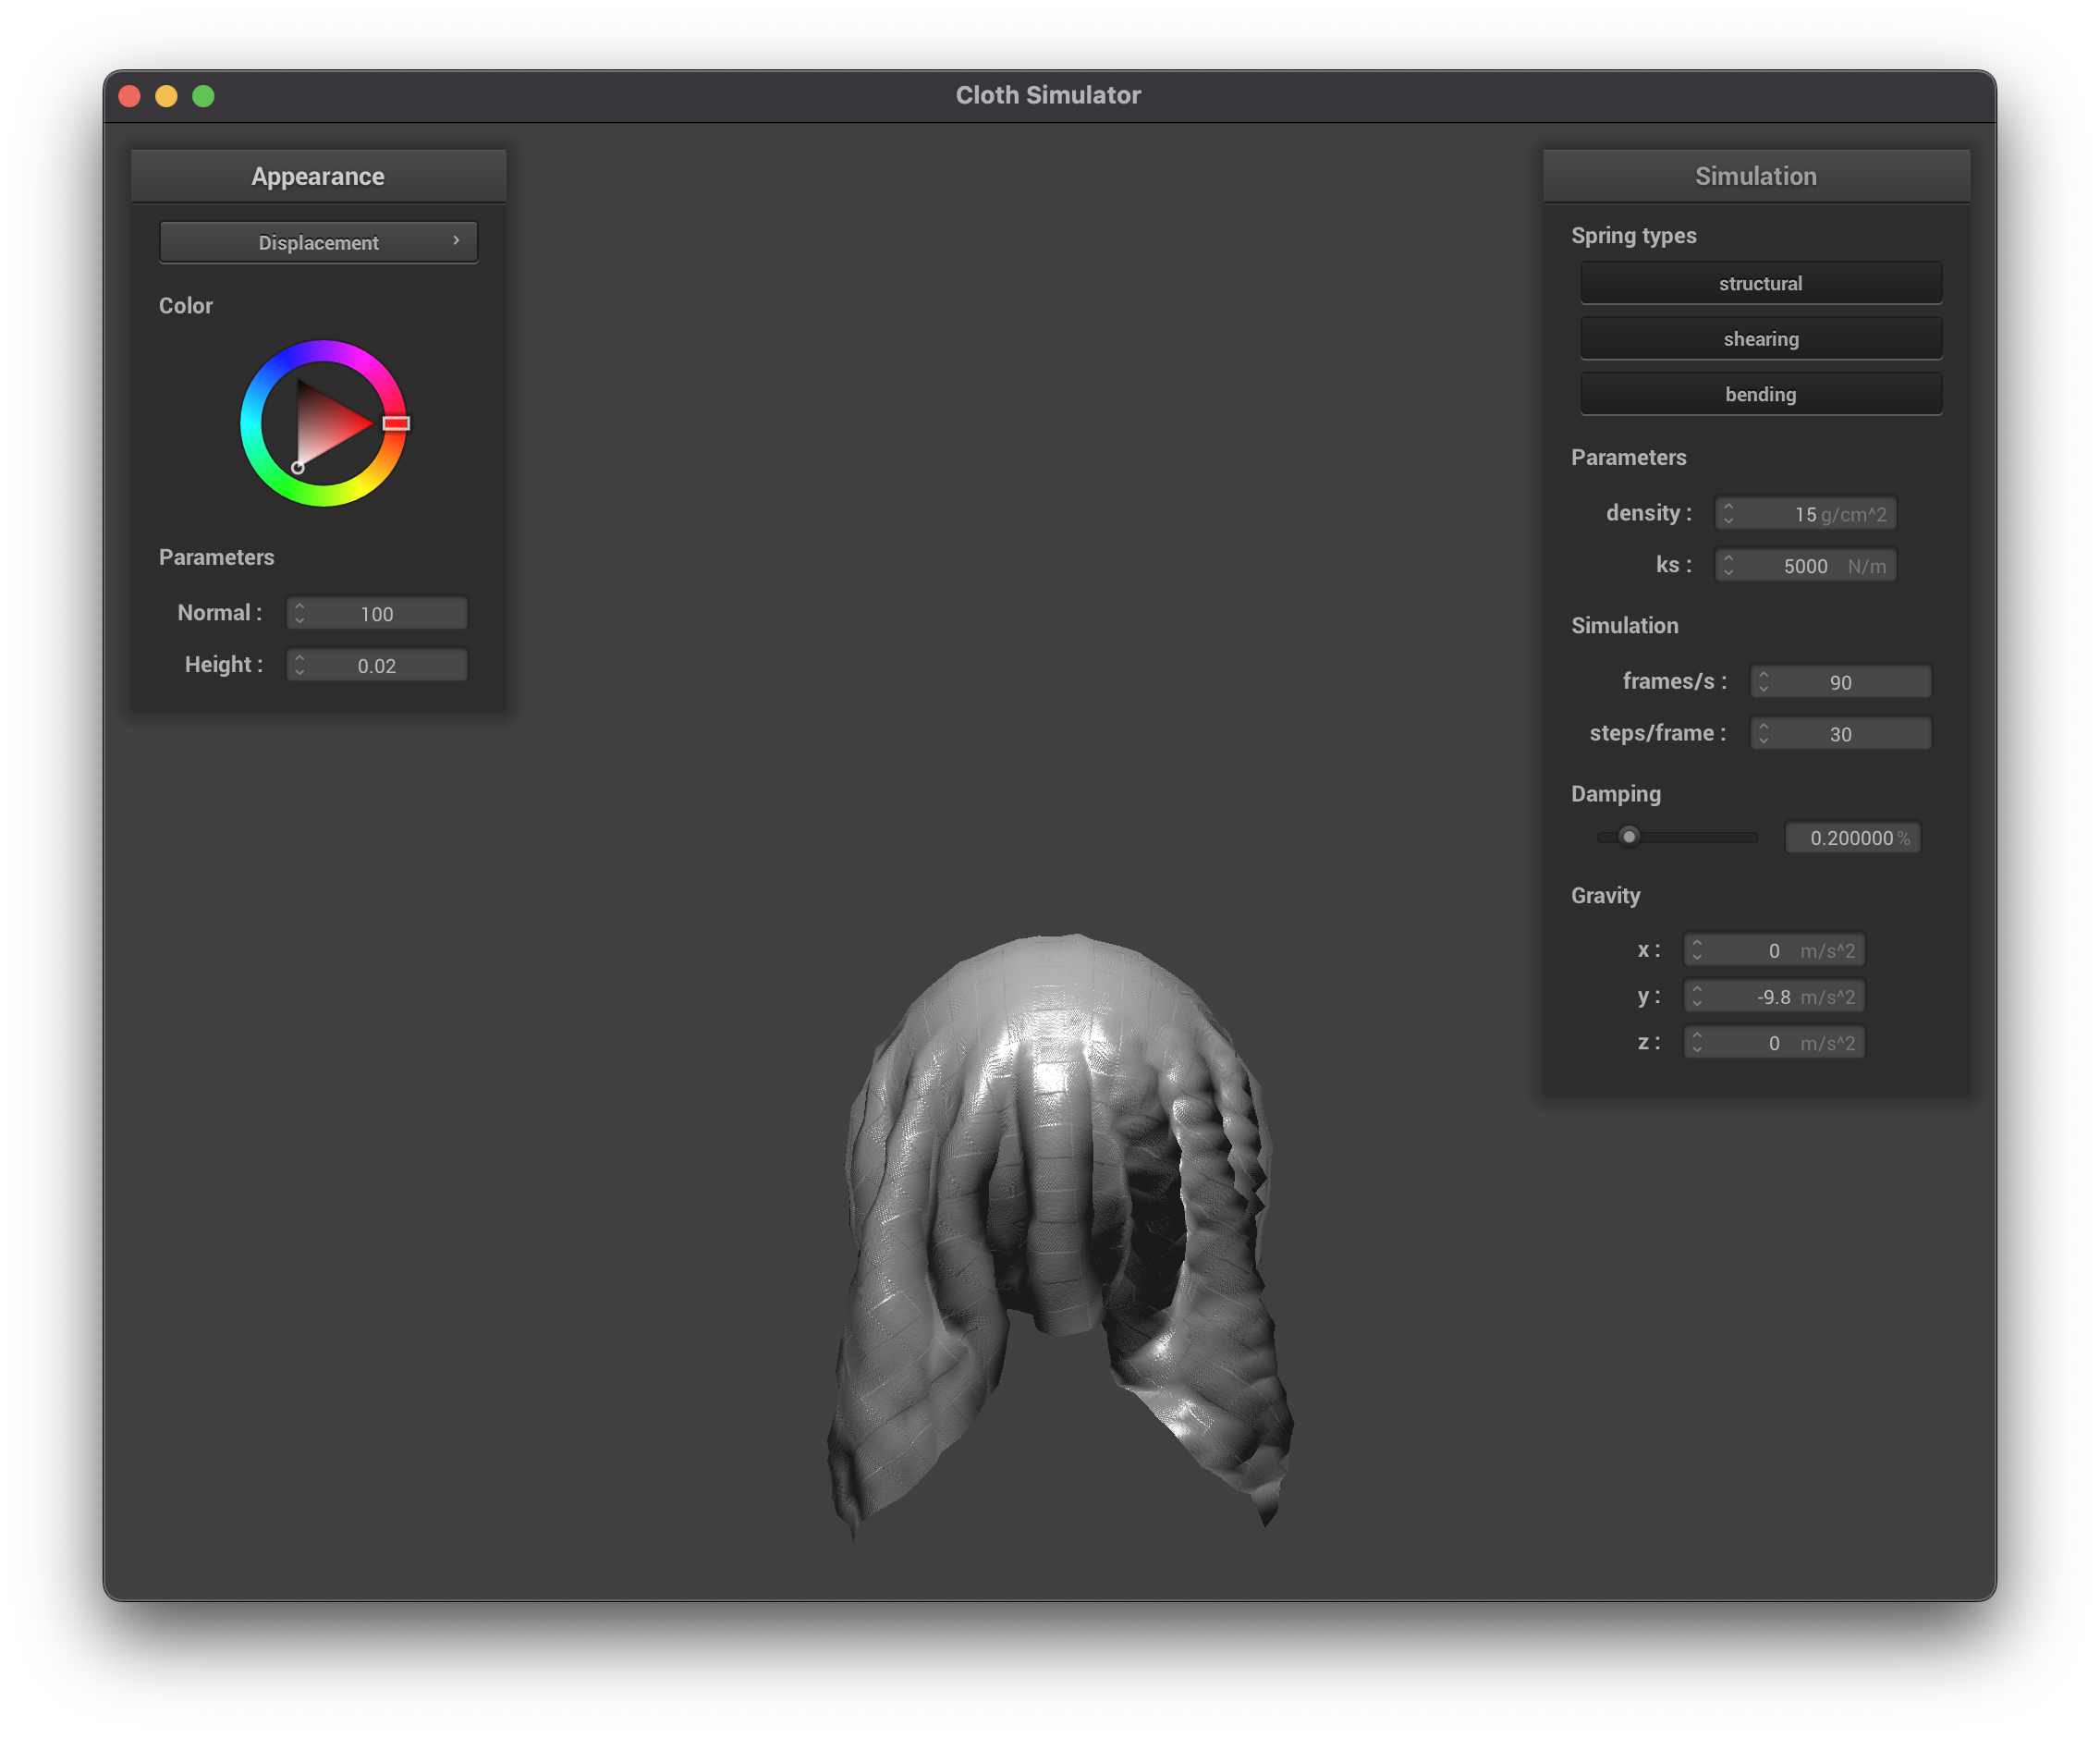 Cloth Simulator
Appearance
Displacement
Color
Parameters
Normal : 100
Height : 0.02
Simulation
Spring types
structural
shearing
bending
Parameters
density : 15 g/cm^2
ks : 5000 N/m
Simulation
frames/s : 90
steps/frame : 30
Damping
0.200000 %
Gravity
x : 0 m/s^2
y : -9.8 m/s^2
z : 0 m/s^2